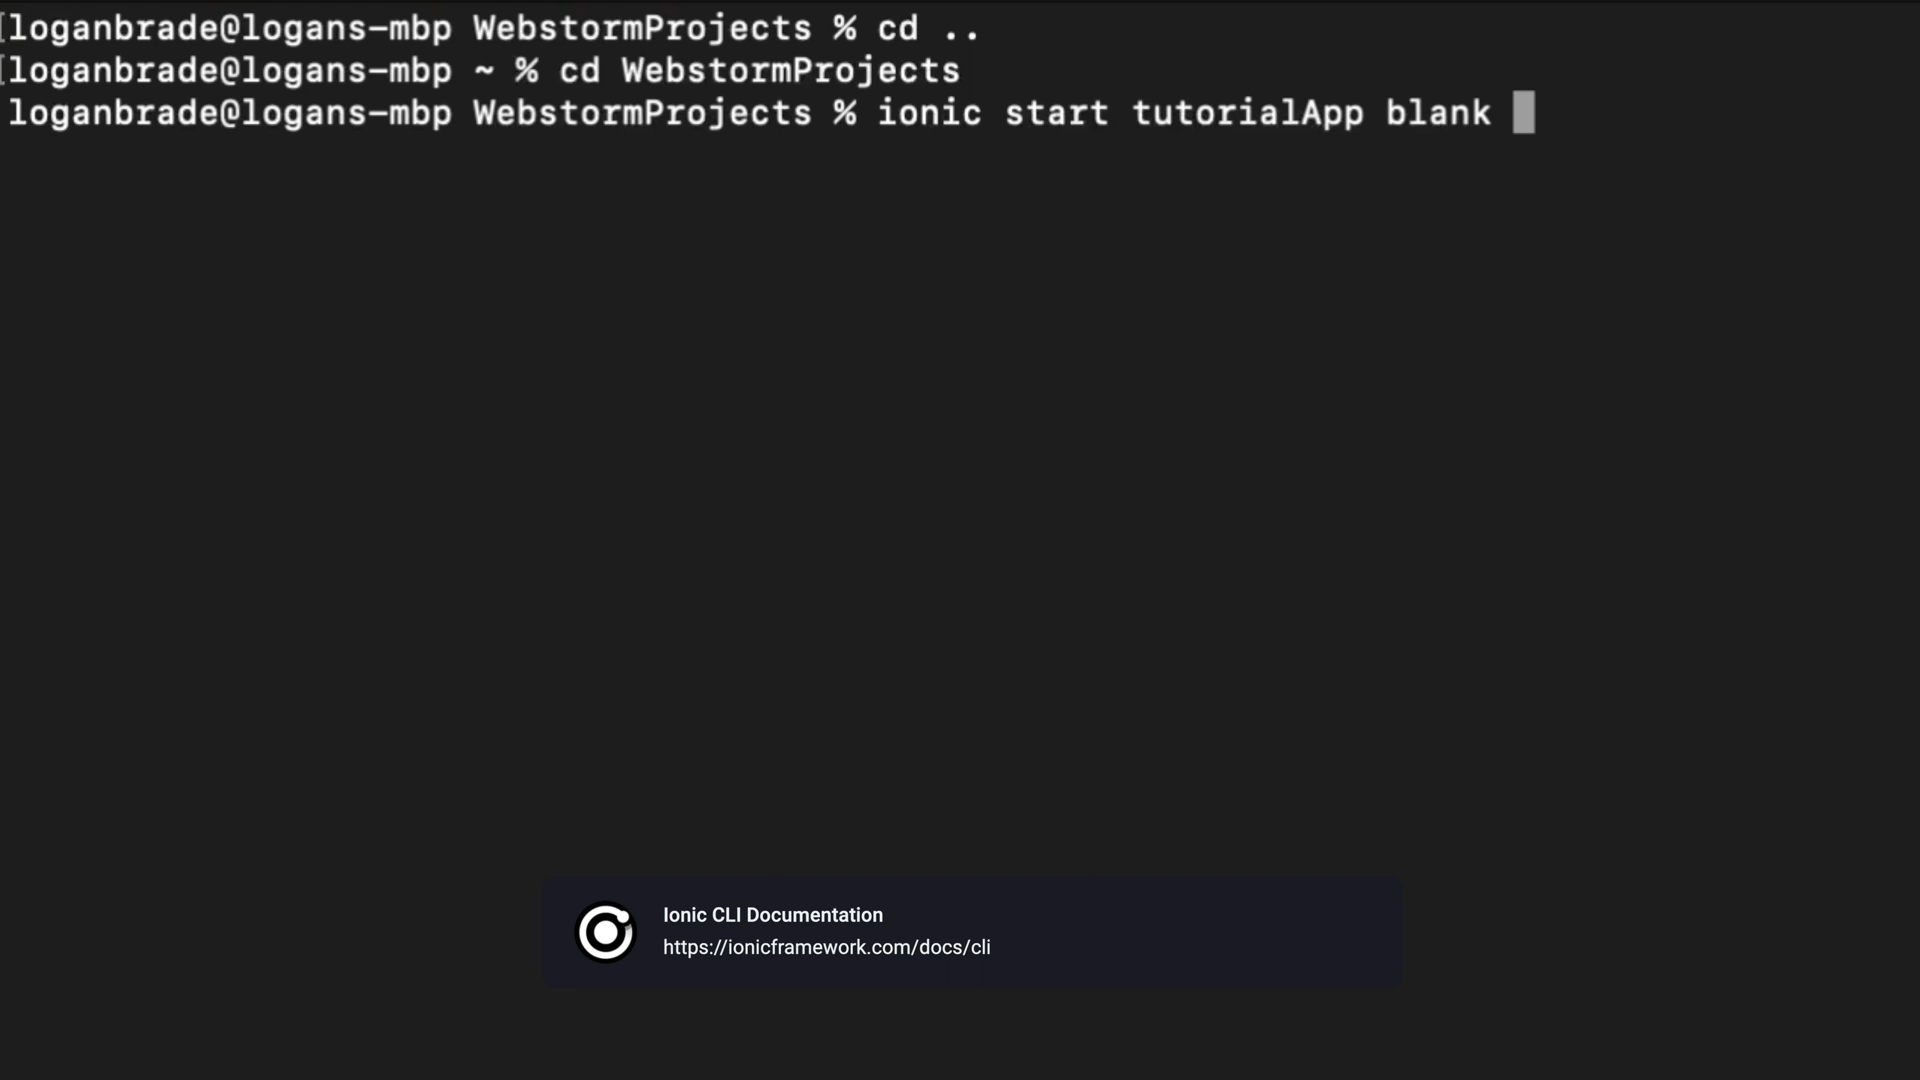 [loganbrade@logans-mbp WebstormProjects % cd ..
[loganbrade@logans-mbp ~ % cd WebstormProjects
loganbrade@logans-mbp WebstormProjects % ionic start tutorialApp blank
Ionic CLI Documentation
https://ionicframework.com/docs/cli